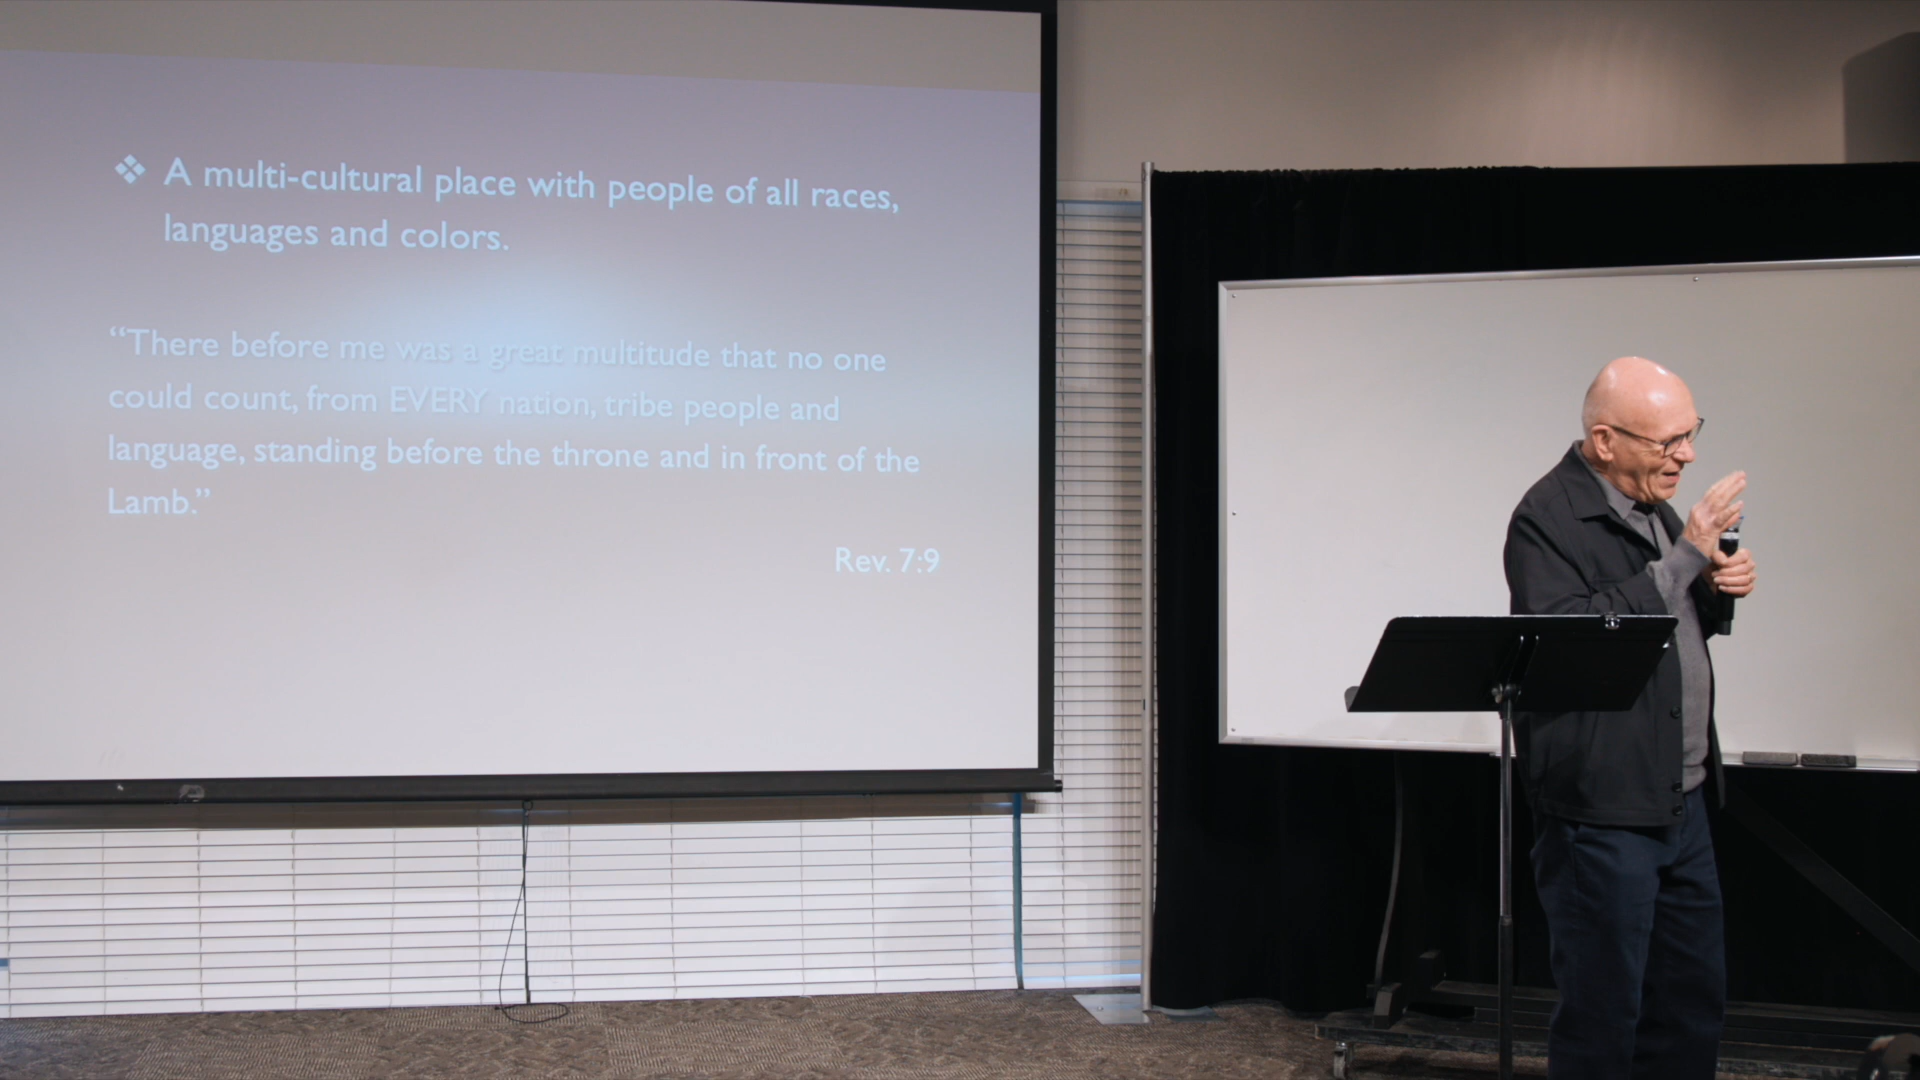 ❖ A multi-cultural place with people of all races,
languages and colors.
“There before me was a great multitude that no one
could count, from EVERY nation, tribe people and
language, standing before the throne and in front of the
Lamb.”
Rev. 7:9